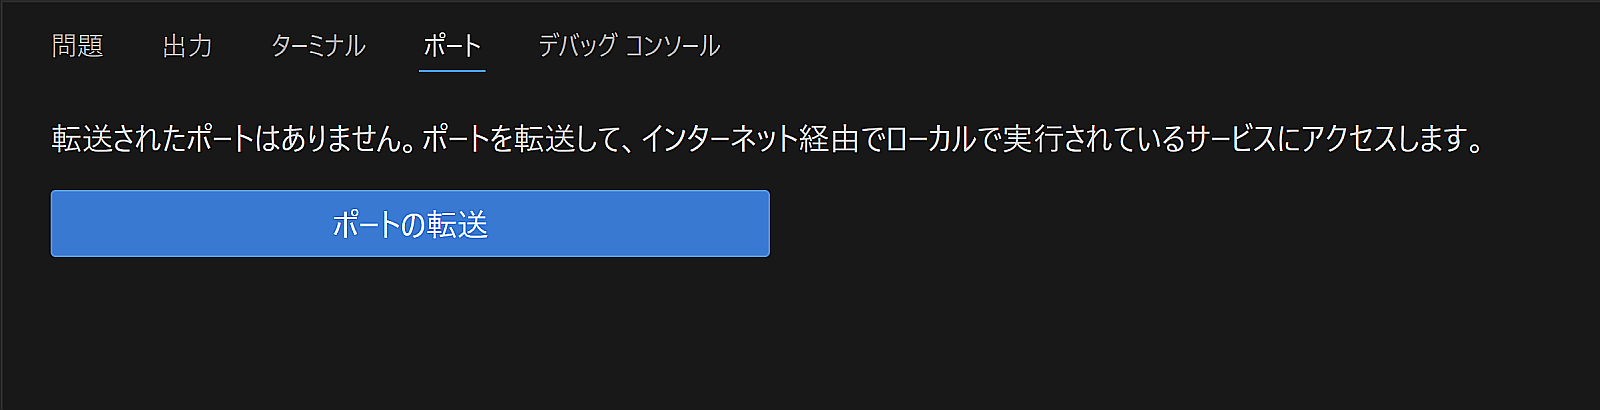 問題 出力 ターミナル ポート デバッグ コンソール
転送されたポートはありません。ポートを転送して、インターネット経由でローカルで実行されているサービスにアクセスします。
ポートの転送